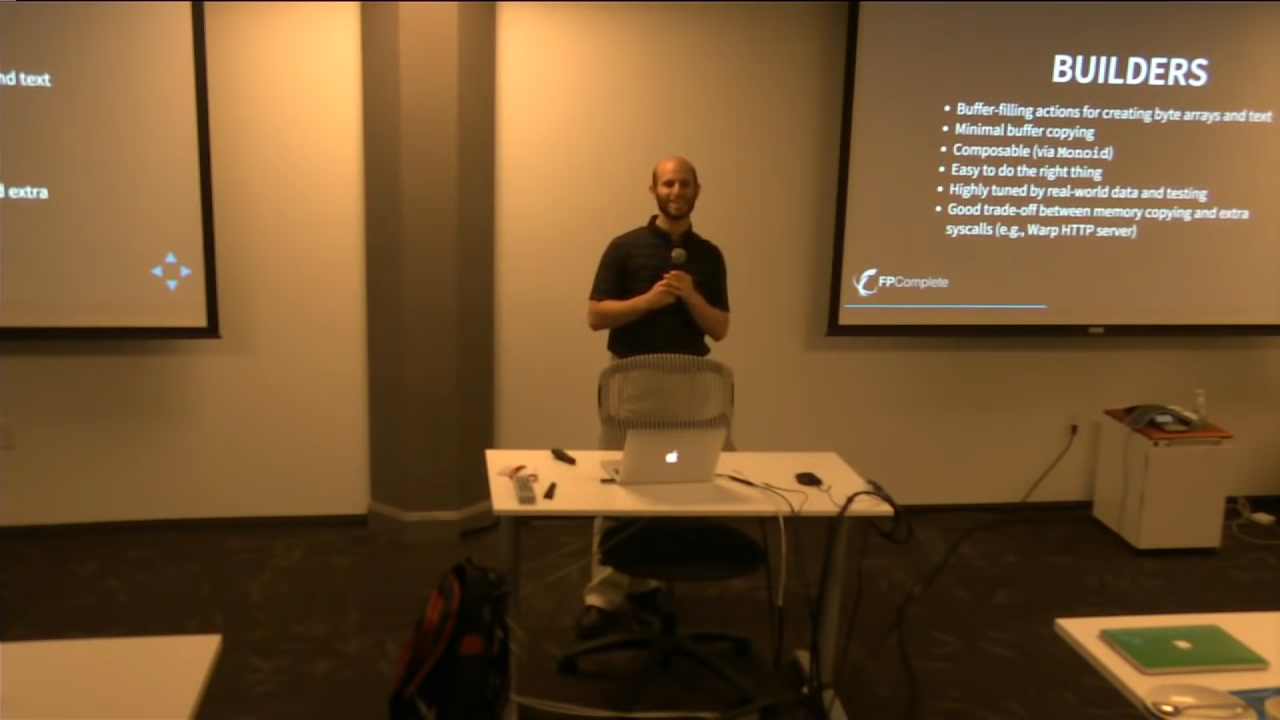 nd text
d extra
BUILDERS
• Buffer-filling actions for creating byte arrays and text
• Minimal buffer copying
• Composable (via Monoid)
• Easy to do the right thing
• Highly tuned by real-world data and testing
• Good trade-off between memory copying and extra
syscalls (e.g., Warp HTTP server)
FPComplete